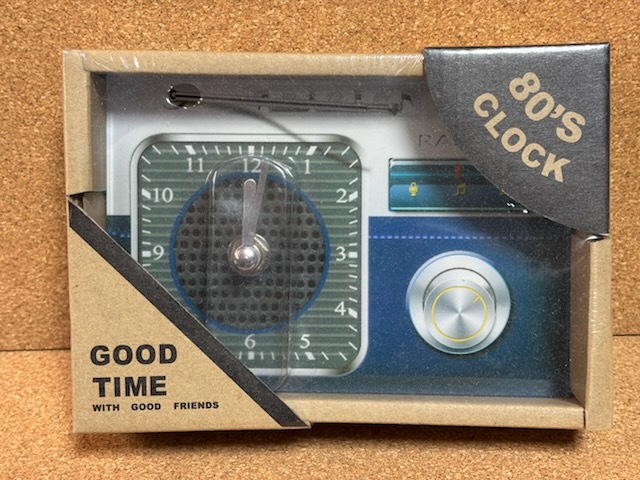 80'S
CLOCK
11 12 1
10 2
9 3
4
6 5
GOOD
TIME
WITH GOOD FRIENDS